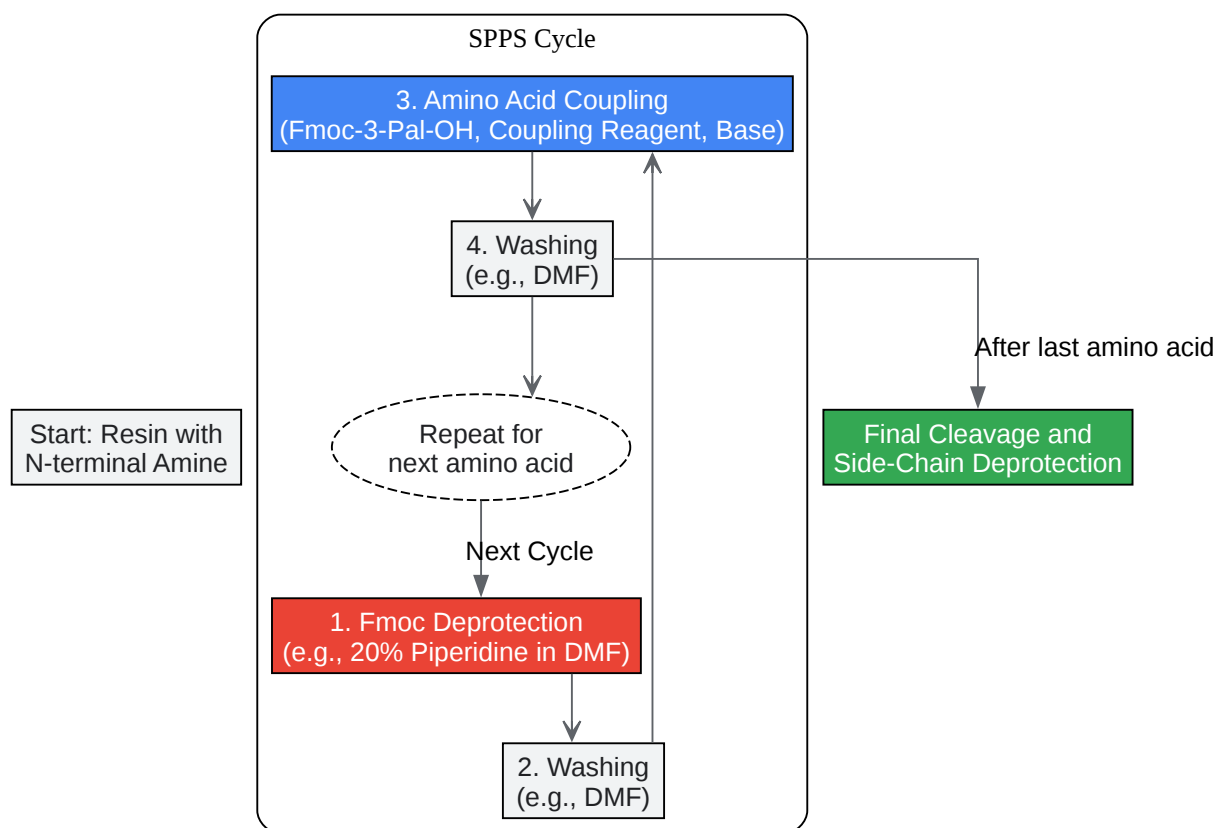 SPPS Cycle
3. Amino Acid Coupling
(Fmoc-3-Pal-OH, Coupling Reagent, Base)
4. Washing
(e.g., DMF)
After last amino acid
Start: Resin with
N-terminal Amine
Repeat for
next amino acid
Final Cleavage and
Side-Chain Deprotection
Next Cycle
1. Fmoc Deprotection
(e.g., 20% Piperidine in DMF)
2. Washing
(e.g., DMF)